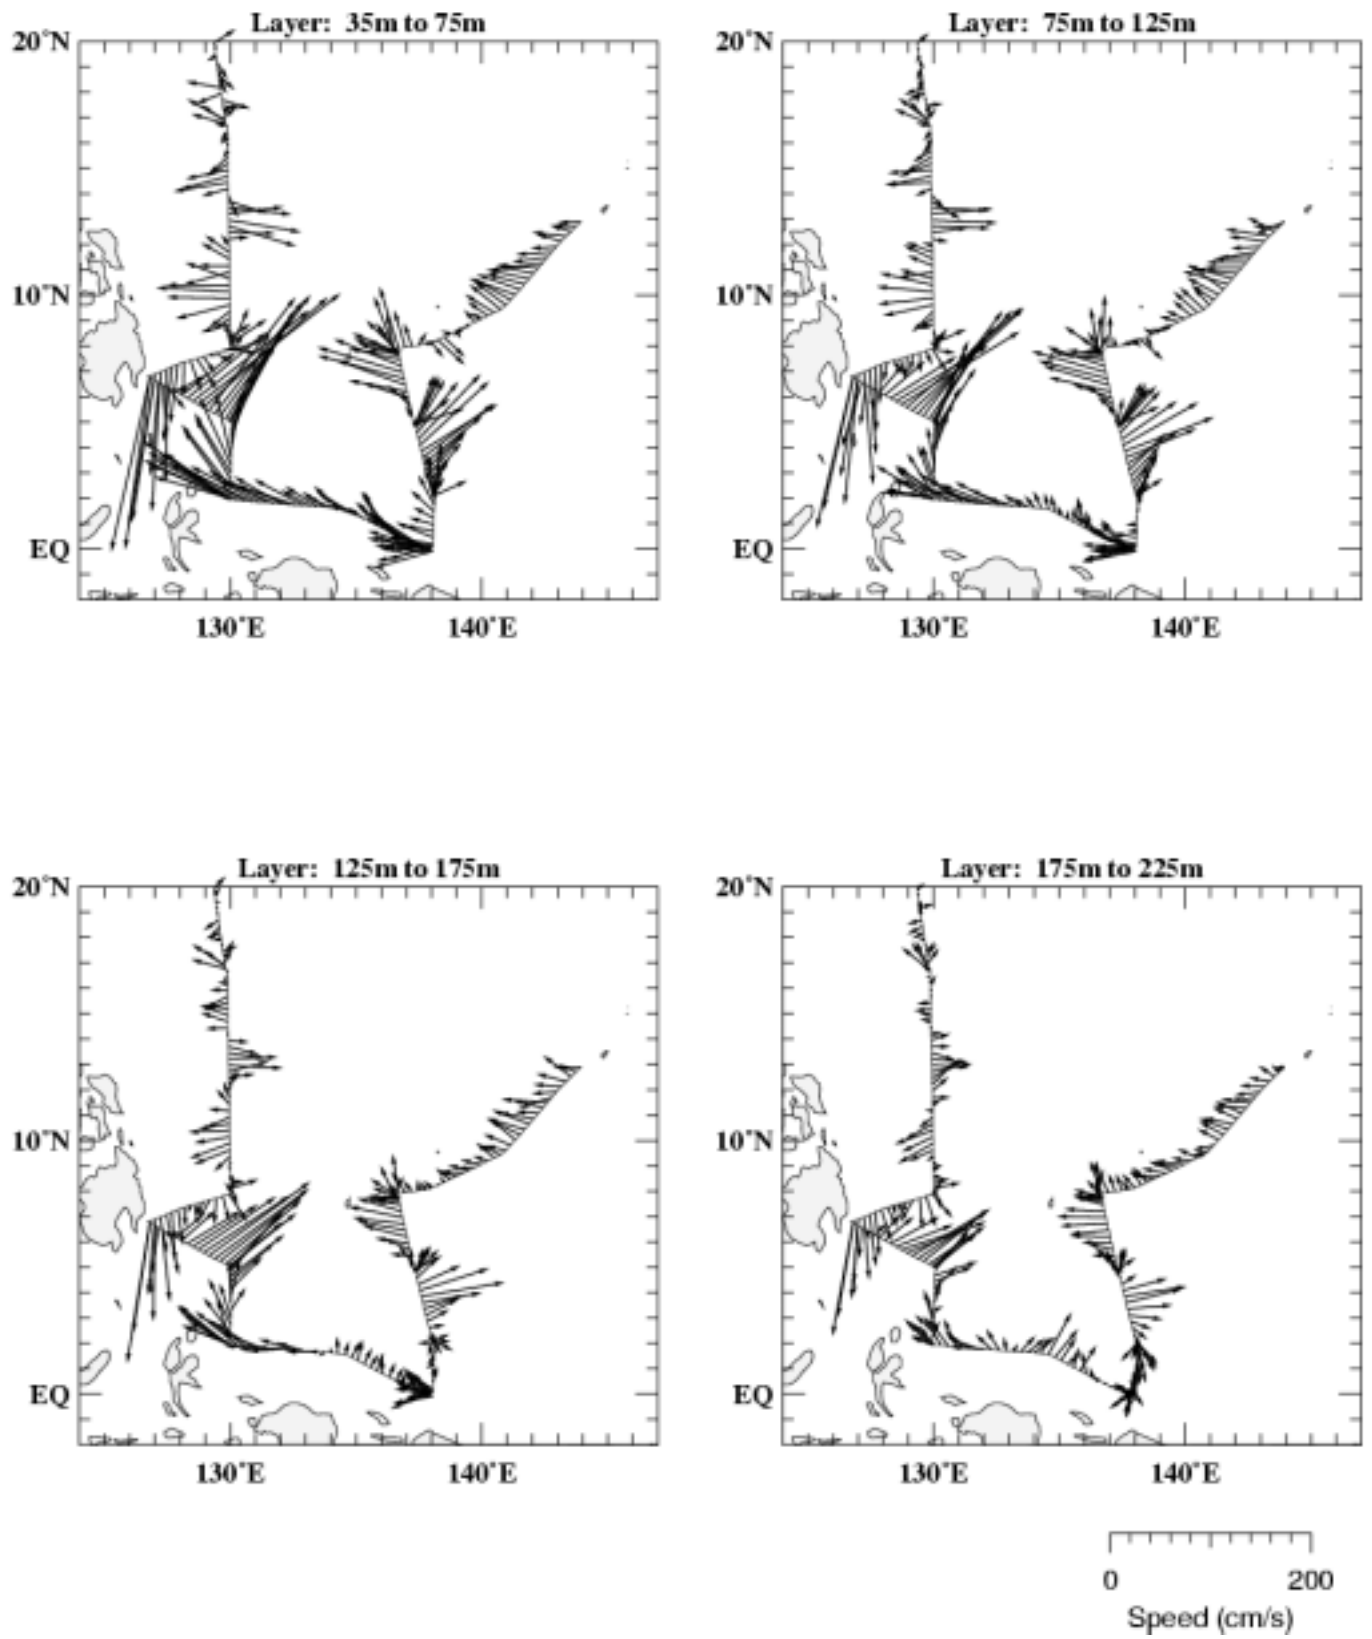 Layer: 35m to 75m
Layer: 75m to 125m
20°N
20°N
10°N
10°N
EQ
EQ
130°E
140°E
130°E
140°E
Layer: 125m to 175m
Layer: 175m to 225m
20°N
20°N
10°N
10°N
EQ
EQ
130°E
140°E
130°E
140°E
0
200
Speed (cm/s)